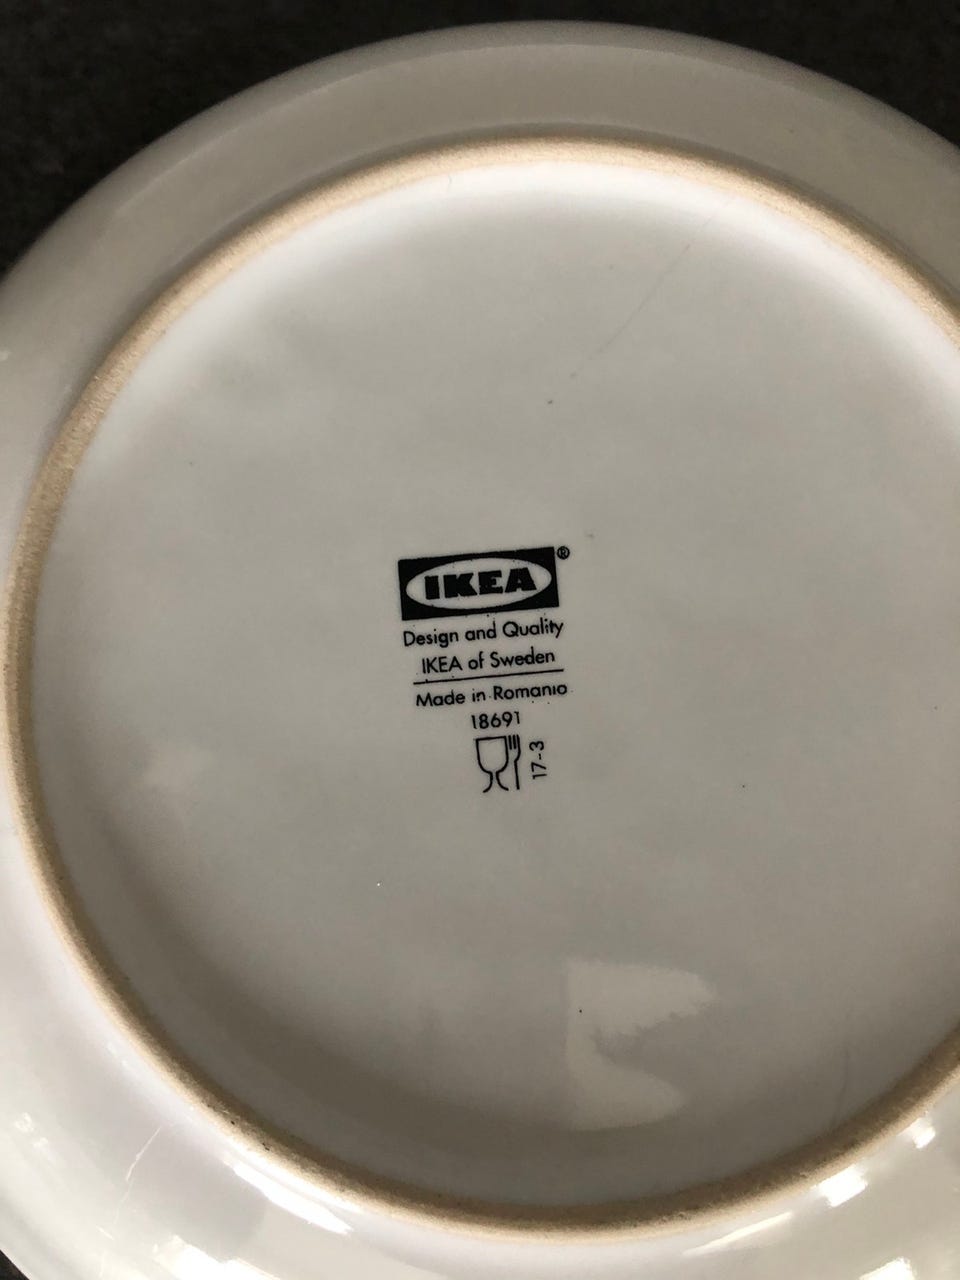 IKEA®
Design and Quality
IKEA of Sweden
Made in Romania
18691
17-3